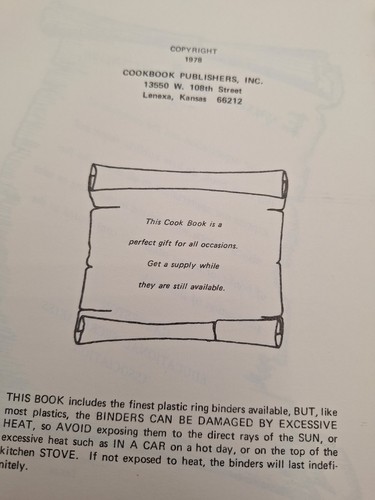 COPYRIGHT
1978
COOKBOOK PUBLISHERS, INC.
13550 W. 108th Street
Lenexa, Kansas 66212
This Cook Book is a
perfect gift for all occasions.
Get a supply while
they are still available.
THIS BOOK includes the finest plastic ring binders available, BUT, like
most plastics, the BINDERS CAN BE DAMAGED BY EXCESSIVE
HEAT, so AVOID exposing them to the direct rays of the SUN, or
excessive heat such as IN A CAR on a hot day, or on the top of the
kitchen STOVE. If not exposed to heat, the binders will last indefi-
nitely.